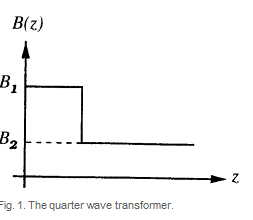 B(z)
B₁
B₂
z
Fig. 1. The quarter wave transformer.